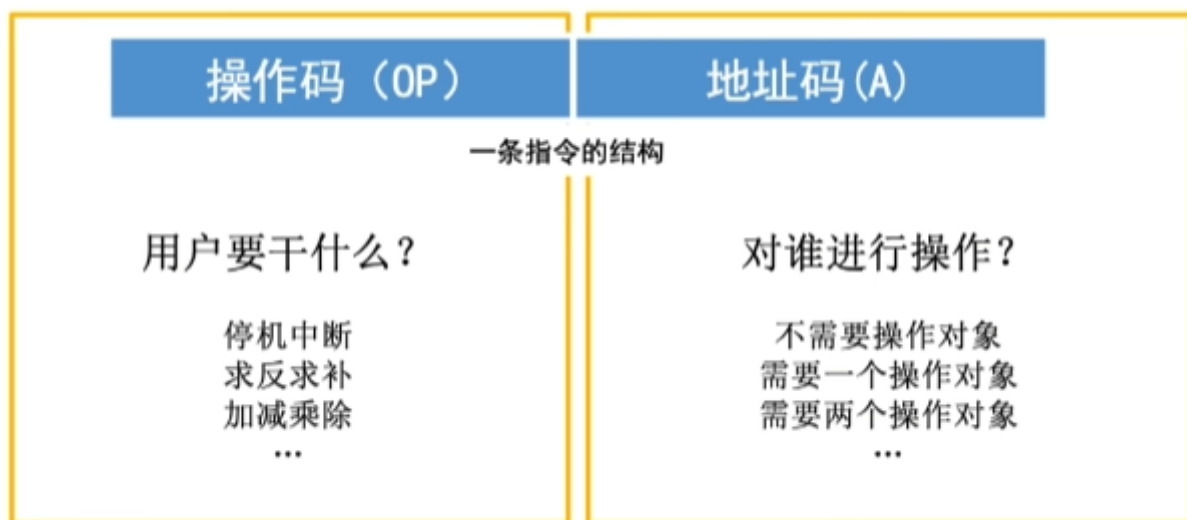 操作码（OP）
地址码(A)
一条指令的结构
用户要干什么？
停机中断
求反求补
加减乘除
…
对谁进行操作？
不需要操作对象
需要一个操作对象
需要两个操作对象
…